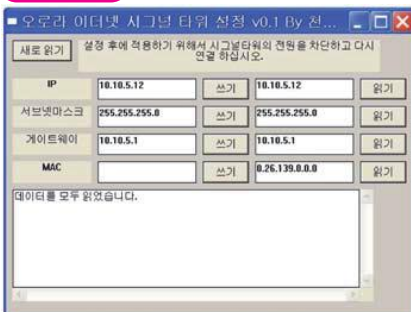 오로라 이더넷 시그널 타워 설정 v0.1 By 전...
새로 읽기
설정 후에 적용하기 위해서 시그널타워의 전원을 차단하고 다시
연결 하십시오.
IP 10.10.5.12 쓰기 10.10.5.12 읽기
서브넷마스크 255.255.255.0 쓰기 255.255.255.0 읽기
게이트웨이 10.10.5.1 쓰기 10.10.5.1 읽기
MAC 쓰기 0.26.139.0.0.0 읽기
데이터를 모두 읽었습니다.